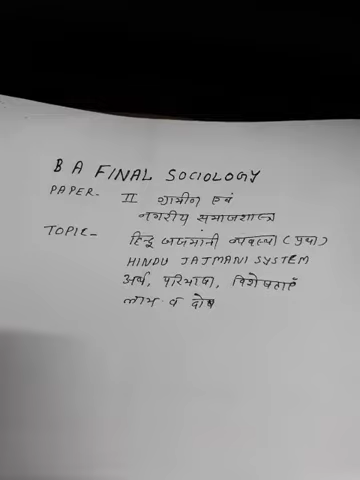 B A FINAL SOCIOLOGY
PAPER- II ग्रामीण एवं
नगरीय समाजशास्त्र
TOPIC- हिन्दू जजमानी व्यवस्था (प्रथा)
HINDU JAJMANI SYSTEM
अर्थ, परिभाषा, विशेषताएँ
लाभ व दोष